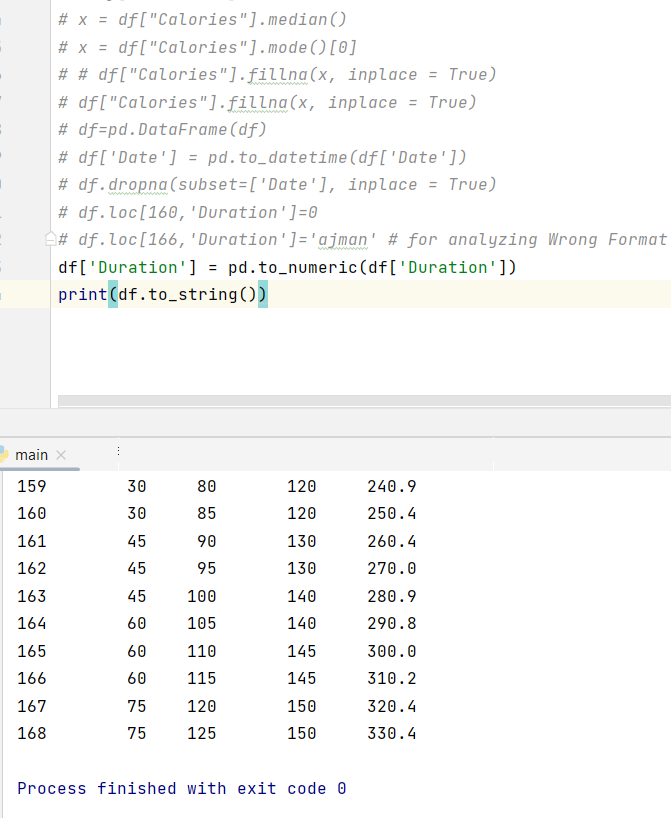 # x = df["Calories"].median()
# x = df["Calories"].mode()[0]
# # df["Calories"].fillna(x, inplace = True)
# df["Calories"].fillna(x, inplace = True)
# df=pd.DataFrame(df)
# df['Date'] = pd.to_datetime(df['Date'])
# df.dropna(subset=['Date'], inplace = True)
# df.loc[160,'Duration']=0
# df.loc[166,'Duration']='ajman' # for analyzing Wrong Format
df['Duration'] = pd.to_numeric(df['Duration'])
print(df.to_string())
main
159 30 80 120 240.9
160 30 85 120 250.4
161 45 90 130 260.4
162 45 95 130 270.0
163 45 100 140 280.9
164 60 105 140 290.8
165 60 110 145 300.0
166 60 115 145 310.2
167 75 120 150 320.4
168 75 125 150 330.4
Process finished with exit code 0